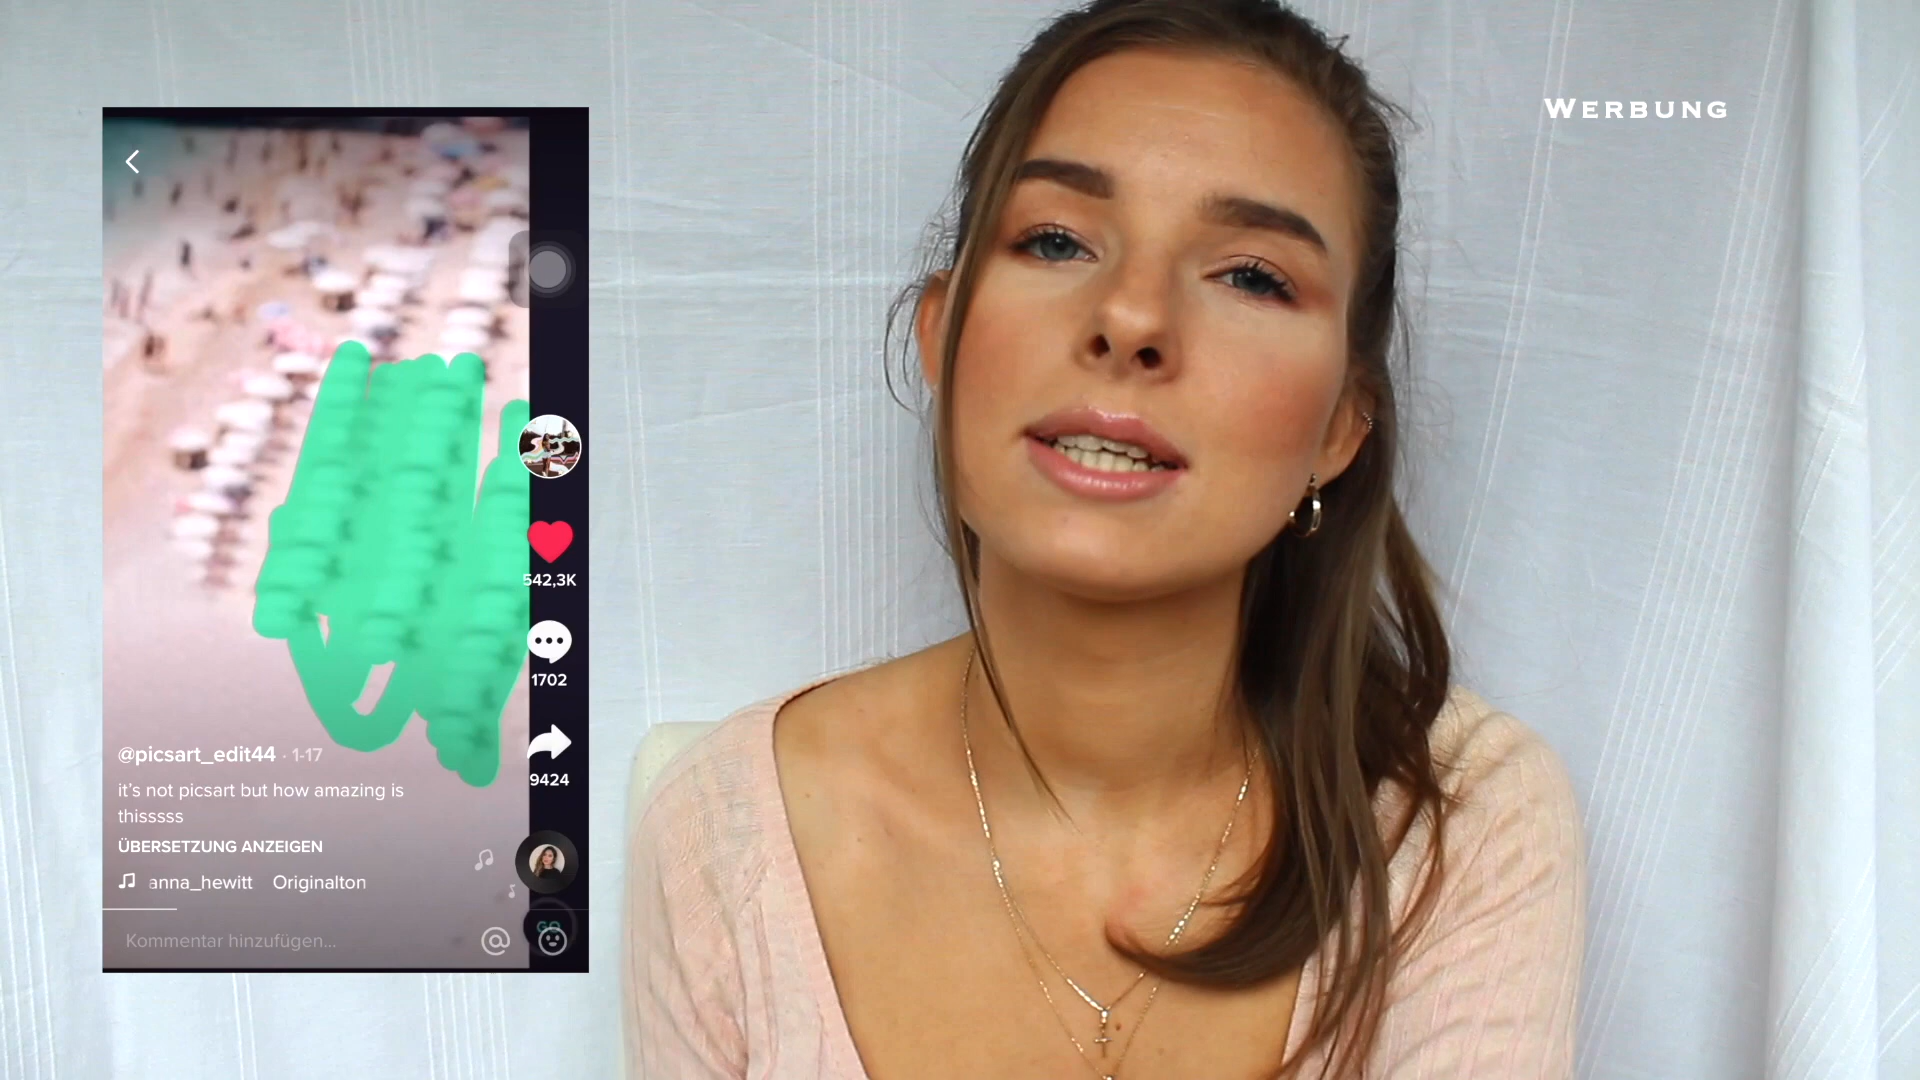 WERBUNG
542,3K
1702
9424
@picsart_edit44 · 1-17
it's not picsart but how amazing is
thisssss
ÜBERSETZUNG ANZEIGEN
anna_hewitt Originalton
Kommentar hinzufügen...
GO